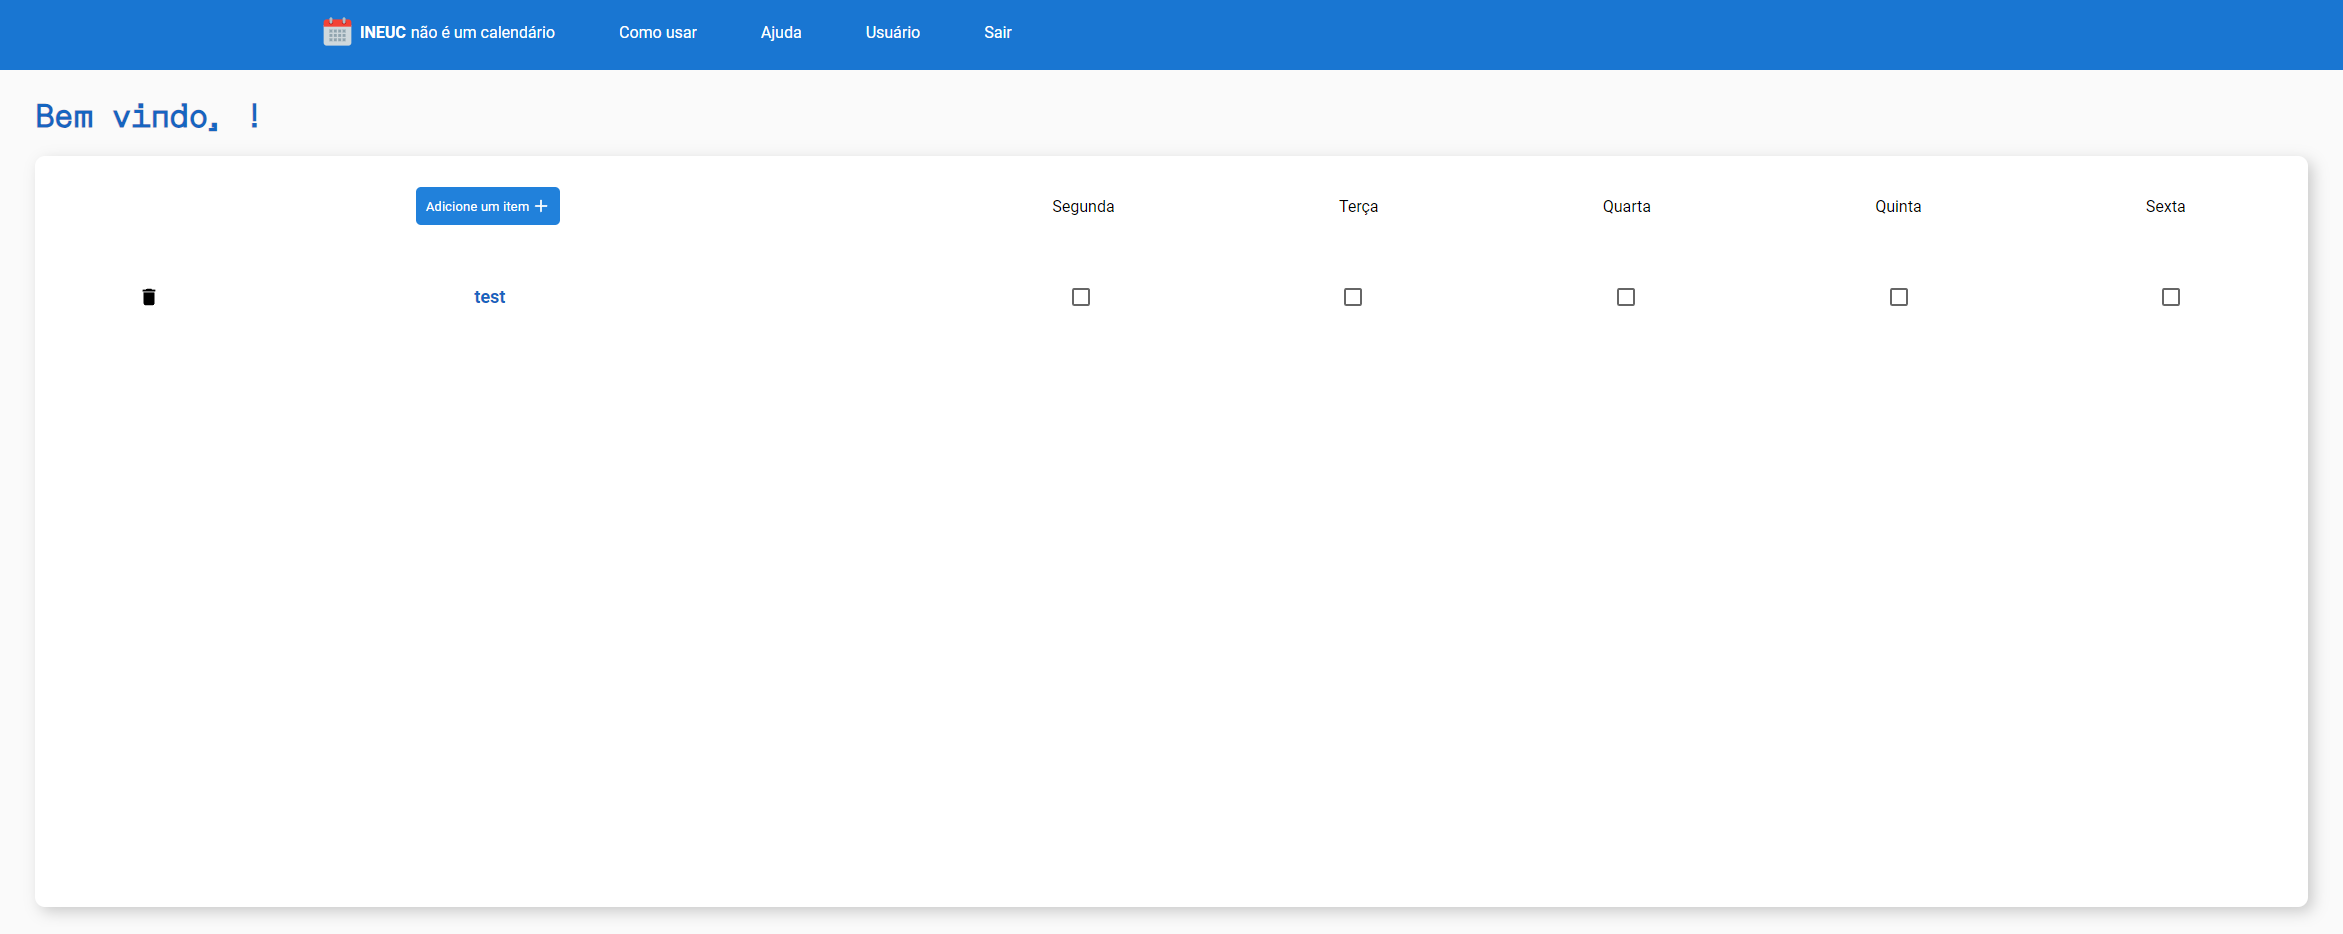 INEUC não é um calendário Como usar Ajuda Usuário Sair
Bem vindo, !
Adicione um item + Segunda Terça Quarta Quinta Sexta
test